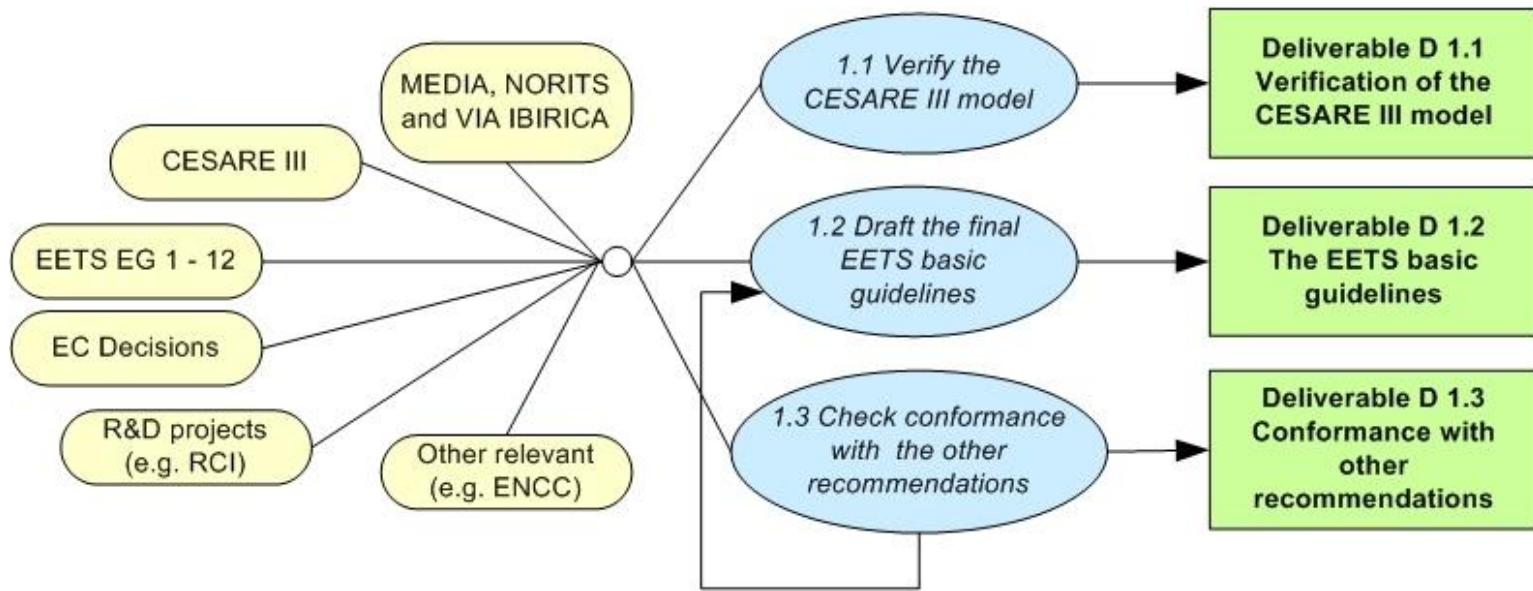 MEDIA, NORITS
and VIA IBIRICA
CESARE III
EETS EG 1 - 12
EC Decisions
R&D projects
(e.g. RCI)
Other relevant
(e.g. ENCC)
1.1 Verify the
CESARE III model
1.2 Draft the final
EETS basic
guidelines
1.3 Check conformance
with the other
recommendations
Deliverable D 1.1
Verification of the
CESARE III model
Deliverable D 1.2
The EETS basic
guidelines
Deliverable D 1.3
Conformance with
other
recommendations